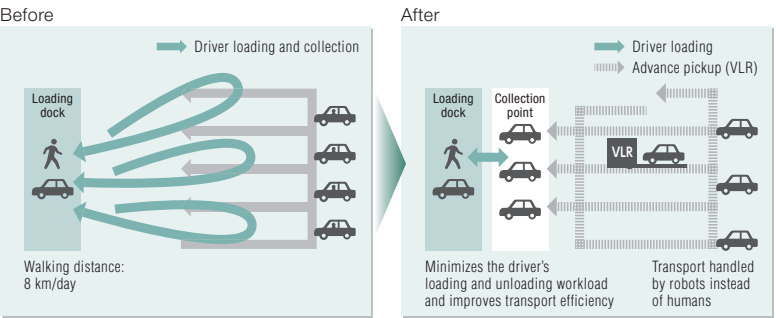 Before
Driver loading and collection
Loading
dock
Walking distance:
8 km/day
After
Driver loading
Advance pickup (VLR)
Loading
dock
Collection
point
VLR
Minimizes the driver's
loading and unloading workload
and improves transport efficiency
Transport handled
by robots instead
of humans